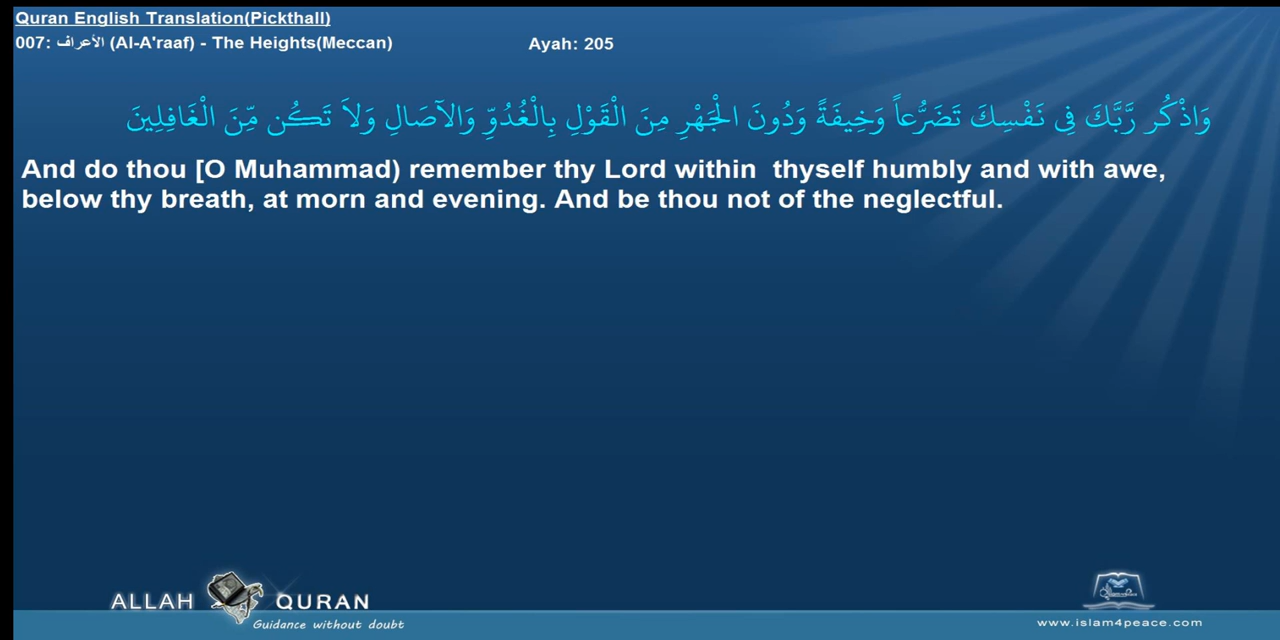 Quran English Translation(Pickthall)
007: الأعراف (Al-A'raaf) - The Heights(Meccan) Ayah: 205
وَاذْكُر رَّبَّكَ فِي نَفْسِكَ تَضَرُّعاً وَخِيفَةً وَدُونَ الْجَهْرِ مِنَ الْقَوْلِ بِالْغُدُوِّ وَالآصَالِ وَلاَ تَكُن مِّنَ الْغَافِلِينَ
And do thou [O Muhammad) remember thy Lord within thyself humbly and with awe,
below thy breath, at morn and evening. And be thou not of the neglectful.
ALLAH QURAN
Guidance without doubt
www.islam4peace.com